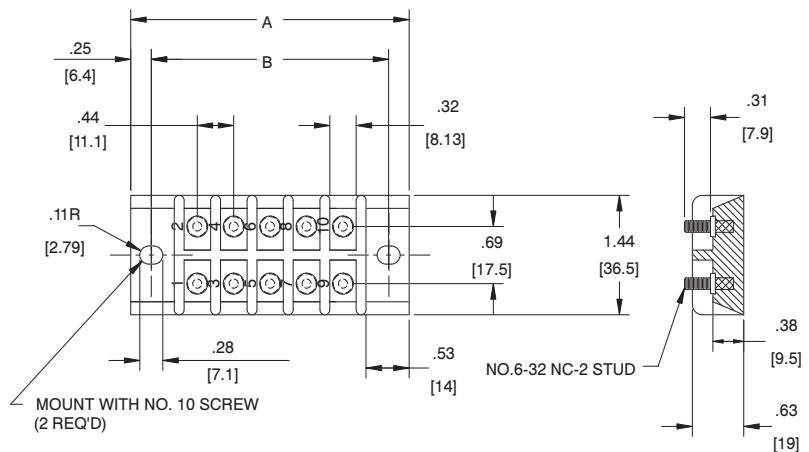 A
.25
[6.4]
B
.44
[11.1]
.32
[8.13]
.31
[7.9]
.11R
[2.79]
2 4 6 8 10
.69
[17.5]
1.44
[36.5]
1 3 5 7 9
.28
[7.1]
.53
[14]
NO.6-32 NC-2 STUD
.38
[9.5]
MOUNT WITH NO. 10 SCREW
(2 REQ'D)
.63
[19]